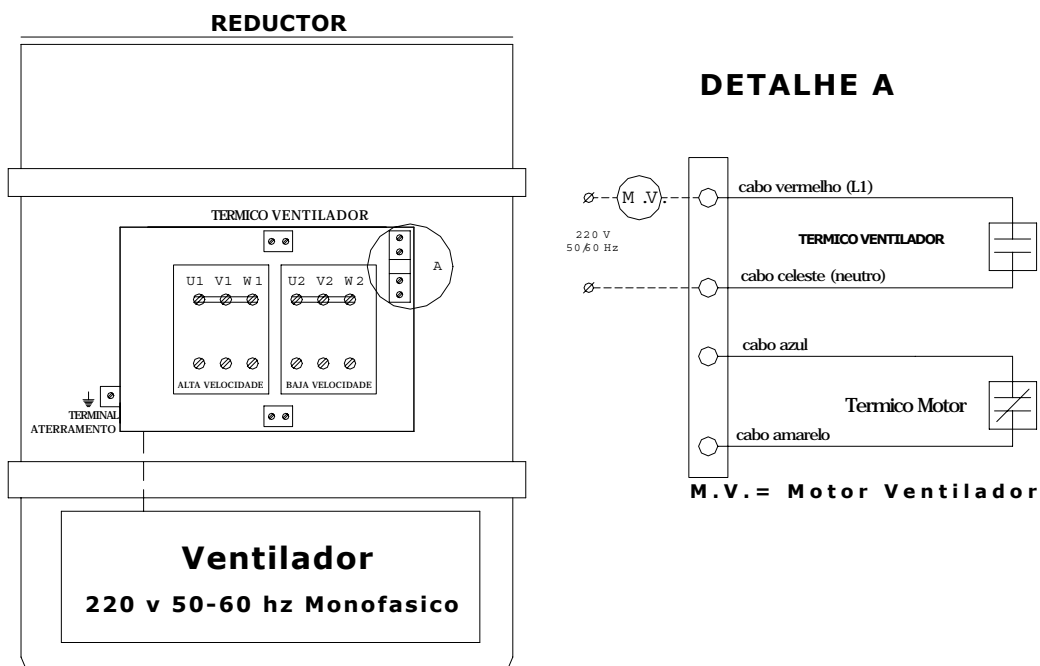 REDUCTOR
DETALHE A
TERMICO VENTILADOR
A
U1 V1 W1
U2 V2 W2
ALTA VELOCIDADE
BAJA VELOCIDADE
TERMINAL
ATERRAMENTO
Ventilador
220 v 50-60 hz Monofasico
M.V.
220 V
50/60 Hz
cabo vermelho (L1)
TERMICO VENTILADOR
cabo celeste (neutro)
cabo azul
Termico Motor
cabo amarelo
M.V.= Motor Ventilador